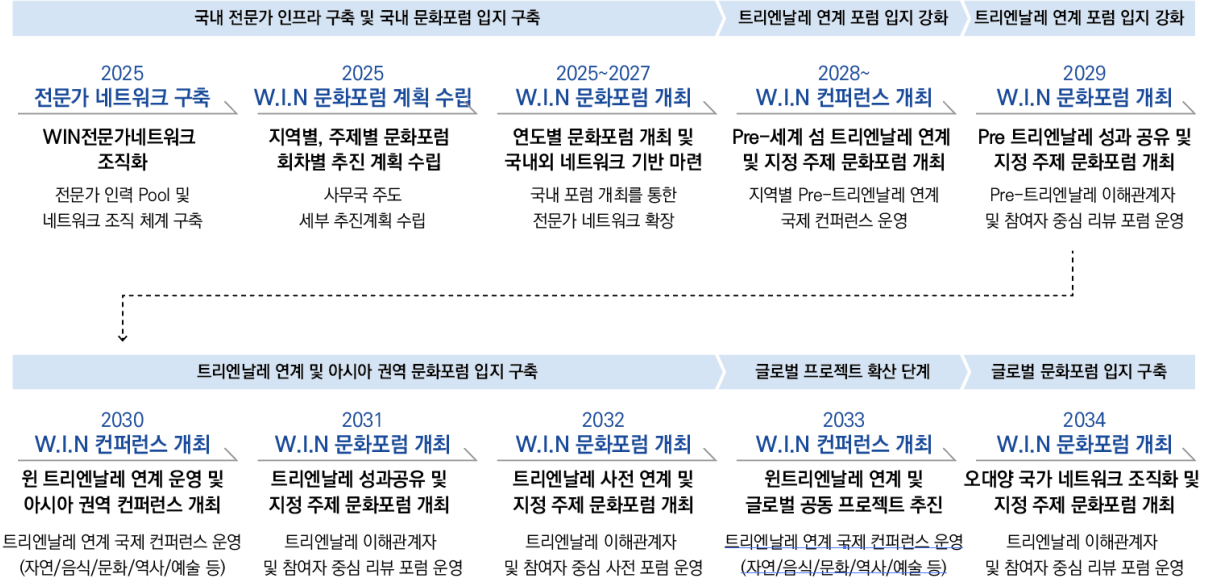 국내 전문가 인프라 구축 및 국내 문화포럼 입지 구축
트리엔날레 연계 포럼 입지 강화
트리엔날레 연계 포럼 입지 강화
2025
전문가 네트워크 구축
WIN전문가네트워크
조직화
전문가 인력 Pool 및
네트워크 조직 체계 구축
2025
W.I.N 문화포럼 계획 수립
지역별, 주제별 문화포럼
회차별 추진 계획 수립
사무국 주도
세부 추진계획 수립
2025~2027
W.I.N 문화포럼 개최
연도별 문화포럼 개최 및
국내외 네트워크 기반 마련
국내 포럼 개최를 통한
전문가 네트워크 확장
2028~
W.I.N 컨퍼런스 개최
Pre-세계 섬 트리엔날레 연계
및 지정 주제 문화포럼 개최
지역별 Pre-트리엔날레 연계
국제 컨퍼런스 운영
2029
W.I.N 문화포럼 개최
Pre 트리엔날레 성과 공유 및
지정 주제 문화포럼 개최
Pre-트리엔날레 이해관계자
및 참여자 중심 리뷰 포럼 운영
트리엔날레 연계 및 아시아 권역 문화포럼 입지 구축
글로벌 프로젝트 확산 단계
글로벌 문화포럼 입지 구축
2030
W.I.N 컨퍼런스 개최
윈 트리엔날레 연계 운영 및
아시아 권역 컨퍼런스 개최
트리엔날레 연계 국제 컨퍼런스 운영
(자연/음식/문화/역사/예술 등)
2031
W.I.N 문화포럼 개최
트리엔날레 성과공유 및
지정 주제 문화포럼 개최
트리엔날레 이해관계자
및 참여자 중심 리뷰 포럼 운영
2032
W.I.N 문화포럼 개최
트리엔날레 사전 연계 및
지정 주제 문화포럼 개최
트리엔날레 이해관계자
및 참여자 중심 사전 포럼 운영
2033
W.I.N 컨퍼런스 개최
윈트리엔날레 연계 및
글로벌 공동 프로젝트 추진
트리엔날레 연계 국제 컨퍼런스 운영
(자연/음식/문화/역사/예술 등)
2034
W.I.N 문화포럼 개최
오대양 국가 네트워크 조직화 및
지정 주제 문화포럼 개최
트리엔날레 이해관계자
및 참여자 중심 리뷰 포럼 운영